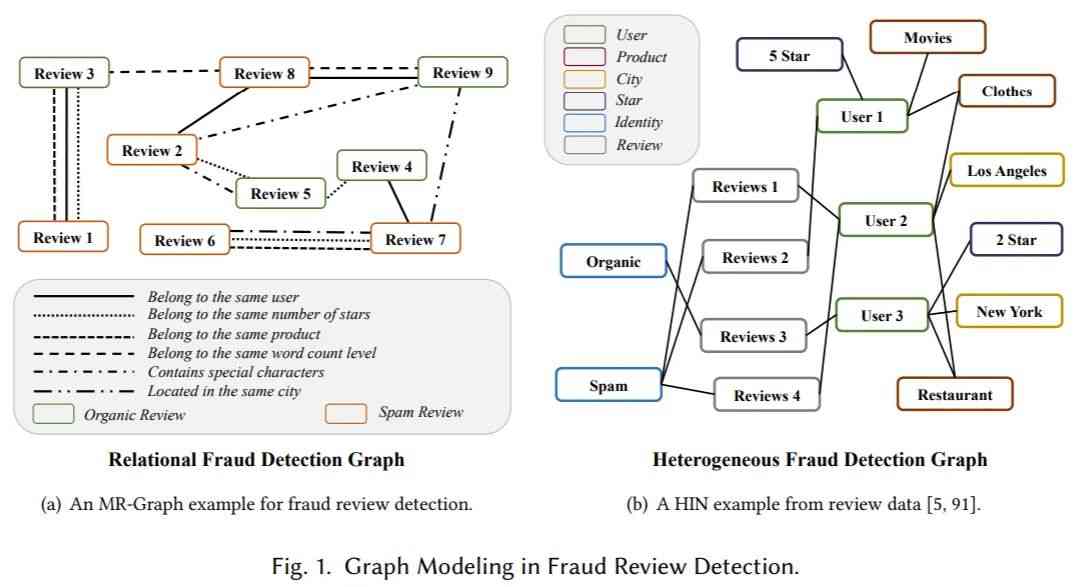 Review 3
Review 8
Review 9
Review 2
Review 4
Review 5
Review 1
Review 6
Review 7
Belong to the same user
Belong to the same number of stars
Belong to the same product
Belong to the same word count level
Contains special characters
Located in the same city
Organic Review
Spam Review
Relational Fraud Detection Graph
(a) An MR-Graph example for fraud review detection.
User
Product
City
Star
Identity
Review
5 Star
Movies
Clothes
User 1
Los Angeles
Reviews 1
User 2
2 Star
Organic
Reviews 2
User 3
New York
Reviews 3
Spam
Reviews 4
Restaurant
Heterogeneous Fraud Detection Graph
(b) A HIN example from review data [5, 91].
Fig. 1. Graph Modeling in Fraud Review Detection.